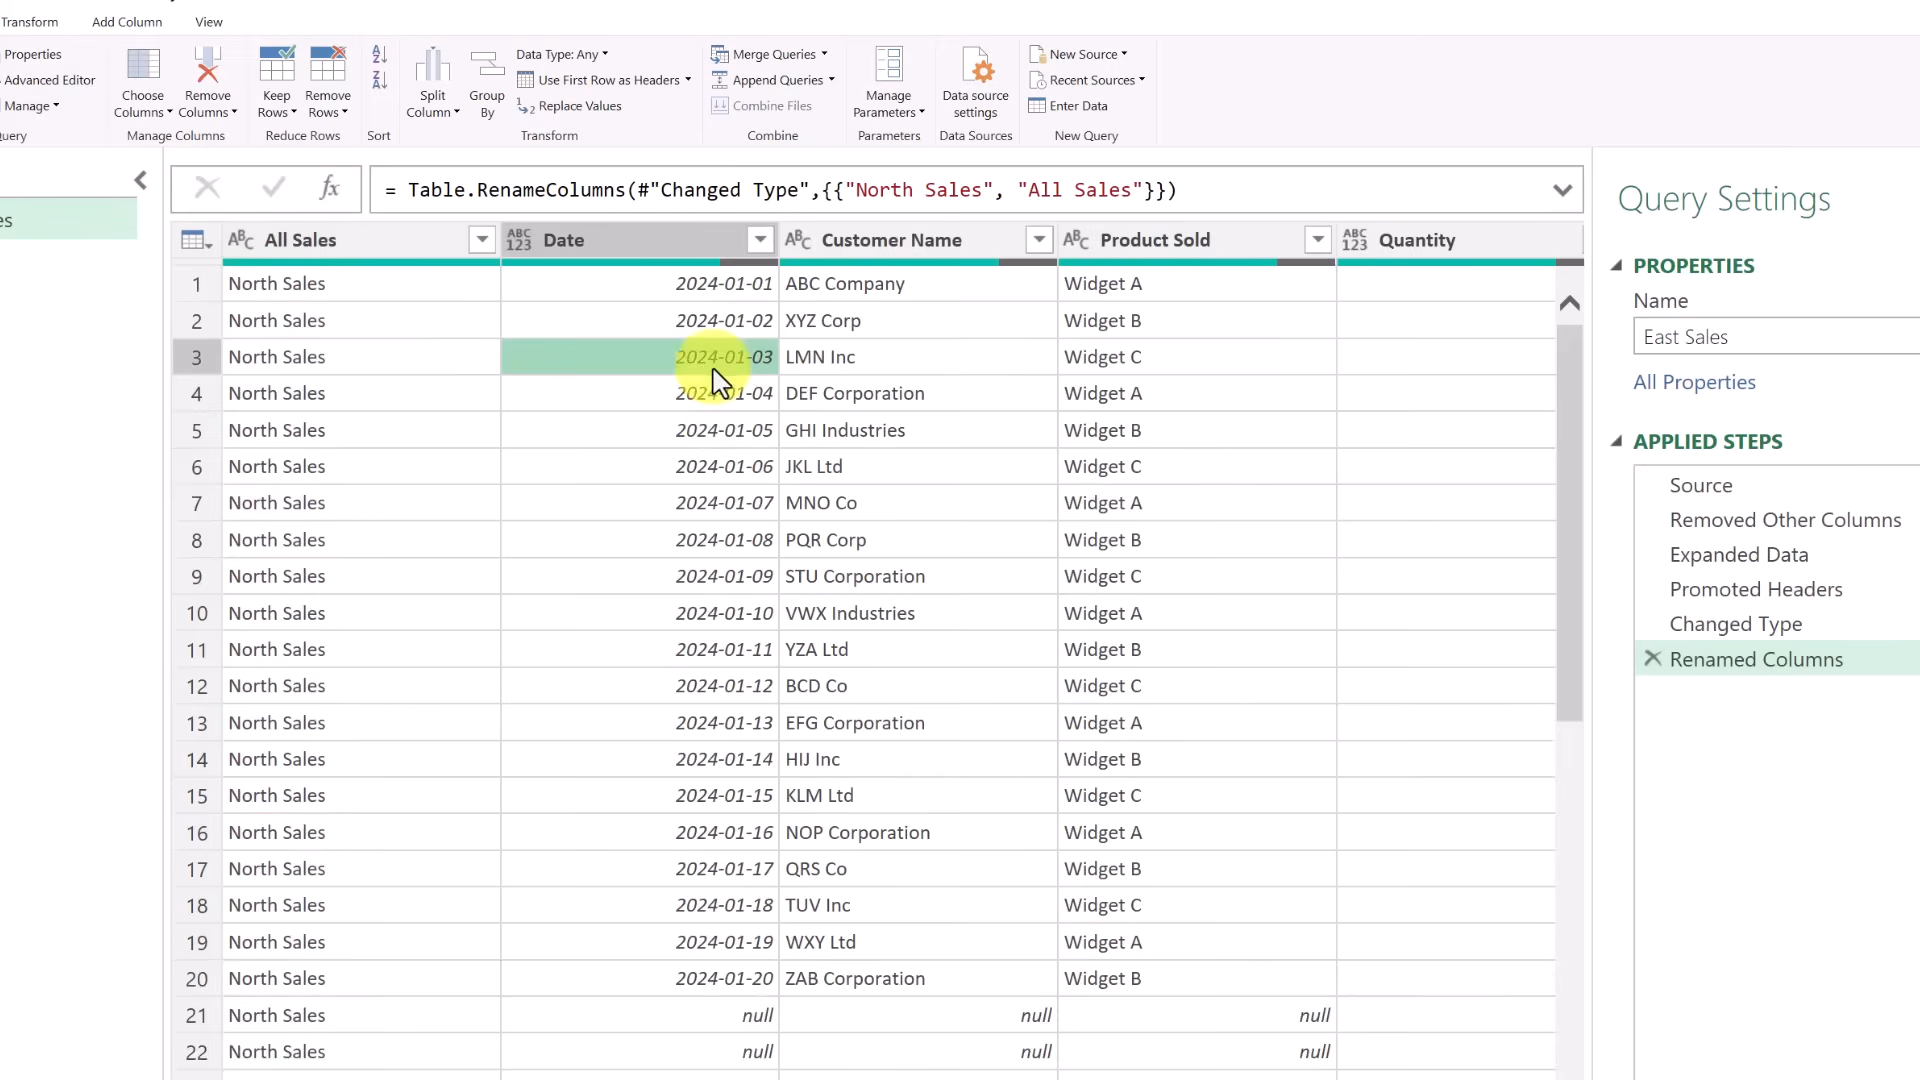 Transform Add Column View
Properties
Advanced Editor
Manage
Choose Columns
Remove Columns
Manage Columns
Keep Rows
Remove Rows
Reduce Rows
Sort
Split Column
Group By
Data Type: Any
Use First Row as Headers
Replace Values
Transform
Merge Queries
Append Queries
Combine Files
Combine
Manage Parameters
Parameters
Data source settings
Data Sources
New Source
Recent Sources
Enter Data
New Query
fx = Table.RenameColumns(#"Changed Type",{{"North Sales", "All Sales"}})
ABC All Sales ABC 123 Date ABC Customer Name ABC Product Sold ABC 123 Quantity
1 North Sales 2024-01-01 ABC Company Widget A
2 North Sales 2024-01-02 XYZ Corp Widget B
3 North Sales 2024-01-03 LMN Inc Widget C
4 North Sales 2024-01-04 DEF Corporation Widget A
5 North Sales 2024-01-05 GHI Industries Widget B
6 North Sales 2024-01-06 JKL Ltd Widget C
7 North Sales 2024-01-07 MNO Co Widget A
8 North Sales 2024-01-08 PQR Corp Widget B
9 North Sales 2024-01-09 STU Corporation Widget C
10 North Sales 2024-01-10 VWX Industries Widget A
11 North Sales 2024-01-11 YZA Ltd Widget B
12 North Sales 2024-01-12 BCD Co Widget C
13 North Sales 2024-01-13 EFG Corporation Widget A
14 North Sales 2024-01-14 HIJ Inc Widget B
15 North Sales 2024-01-15 KLM Ltd Widget C
16 North Sales 2024-01-16 NOP Corporation Widget A
17 North Sales 2024-01-17 QRS Co Widget B
18 North Sales 2024-01-18 TUV Inc Widget C
19 North Sales 2024-01-19 WXY Ltd Widget A
20 North Sales 2024-01-20 ZAB Corporation Widget B
21 North Sales null null null
22 North Sales null null null
Query Settings
PROPERTIES
Name
East Sales
All Properties
APPLIED STEPS
Source
Removed Other Columns
Expanded Data
Promoted Headers
Changed Type
Renamed Columns